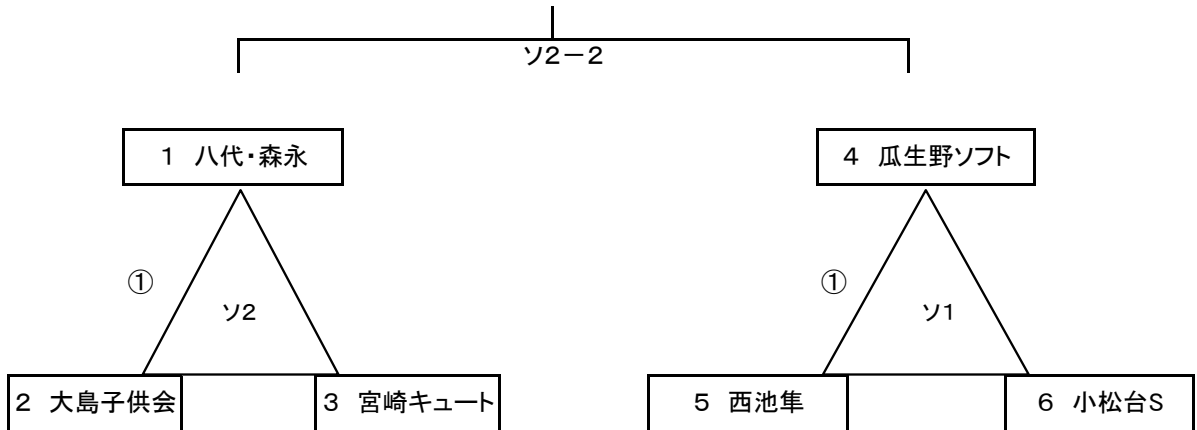 ソ2－2
1 八代・森永
4 瓜生野ソフト
①
①
ソ2
ソ1
2 大島子供会
3 宮崎キュート
5 西池隼
6 小松台S